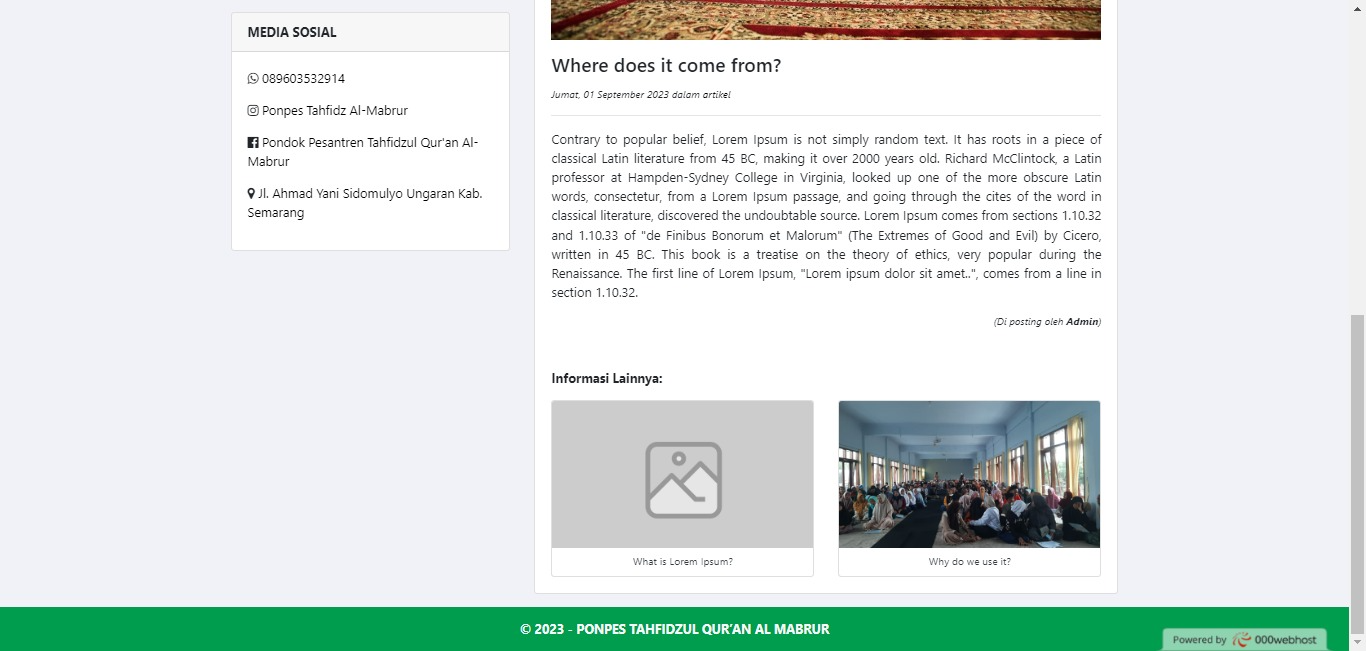 MEDIA SOSIAL
089603532914
Ponpes Tahfidz Al-Mabrur
Pondok Pesantren Tahfidzul Qur'an Al-
Mabrur
Jl. Ahmad Yani Sidomulyo Ungaran Kab.
Semarang
Where does it come from?
Jumat, 01 September 2023 dalam artikel
Contrary to popular belief, Lorem Ipsum is not simply random text. It has roots in a piece of
classical Latin literature from 45 BC, making it over 2000 years old. Richard McClintock, a Latin
professor at Hampden-Sydney College in Virginia, looked up one of the more obscure Latin
words, consectetur, from a Lorem Ipsum passage, and going through the cites of the word in
classical literature, discovered the undoubtable source. Lorem Ipsum comes from sections 1.10.32
and 1.10.33 of "de Finibus Bonorum et Malorum" (The Extremes of Good and Evil) by Cicero,
written in 45 BC. This book is a treatise on the theory of ethics, very popular during the
Renaissance. The first line of Lorem Ipsum, "Lorem ipsum dolor sit amet..", comes from a line in
section 1.10.32.
(Di posting oleh Admin)
Informasi Lainnya:
What is Lorem Ipsum?
Why do we use it?
© 2023 - PONPES TAHFIDZUL QUR'AN AL MABRUR
Powered by 000webhost